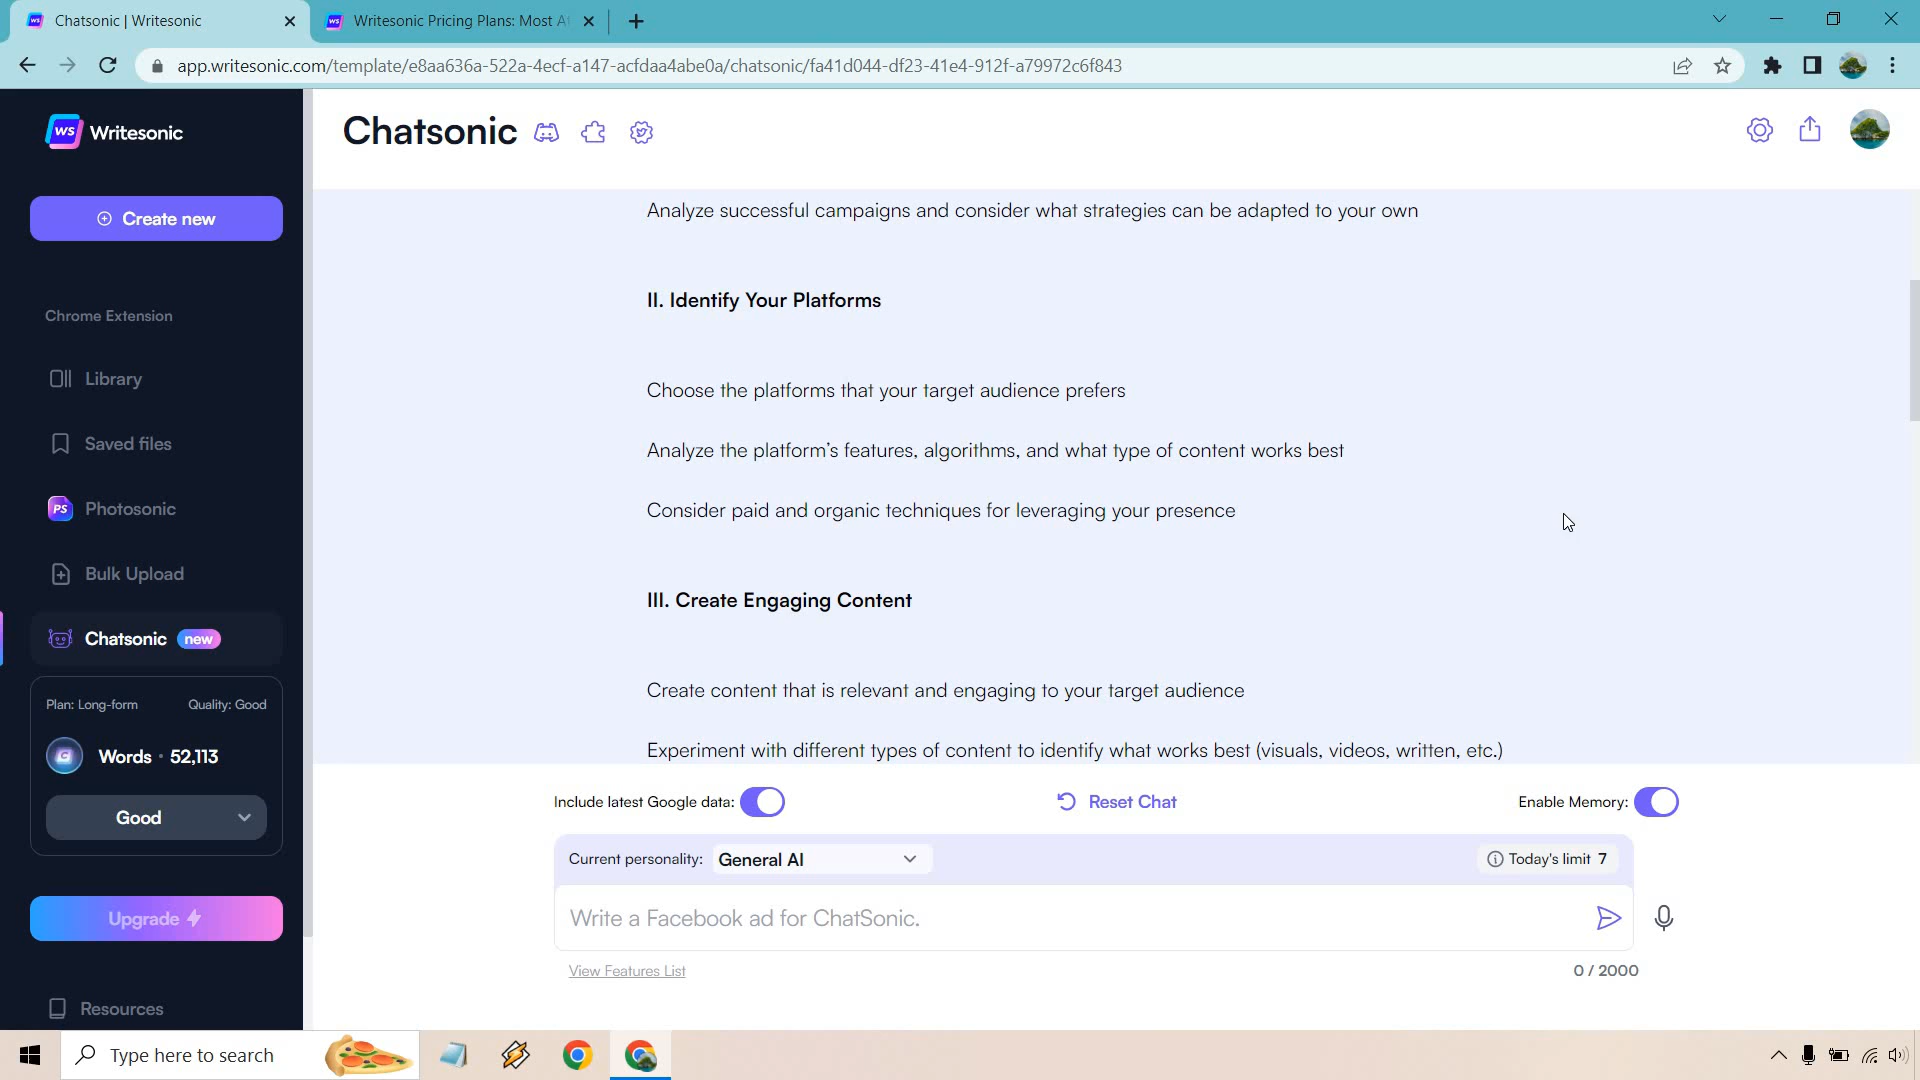 Chatsonic | Writesonic
Writesonic Pricing Plans: Most A
app.writesonic.com/template/e8aa636a-522a-4ecf-a147-acfdaa4abe0a/chatsonic/fa41d044-df23-41e4-912f-a79972c6f843
WS Writesonic
Create new
Chrome Extension
Library
Saved files
PS Photosonic
Bulk Upload
Chatsonic new
Plan: Long-form Quality: Good
Words · 52,113
Good
Upgrade
Resources
Chatsonic
Analyze successful campaigns and consider what strategies can be adapted to your own
II. Identify Your Platforms
Choose the platforms that your target audience prefers
Analyze the platform’s features, algorithms, and what type of content works best
Consider paid and organic techniques for leveraging your presence
III. Create Engaging Content
Create content that is relevant and engaging to your target audience
Experiment with different types of content to identify what works best (visuals, videos, written, etc.)
Include latest Google data: Reset Chat Enable Memory:
Current personality: General AI Today's limit 7
Write a Facebook ad for ChatSonic.
View Features List 0 / 2000
Type here to search